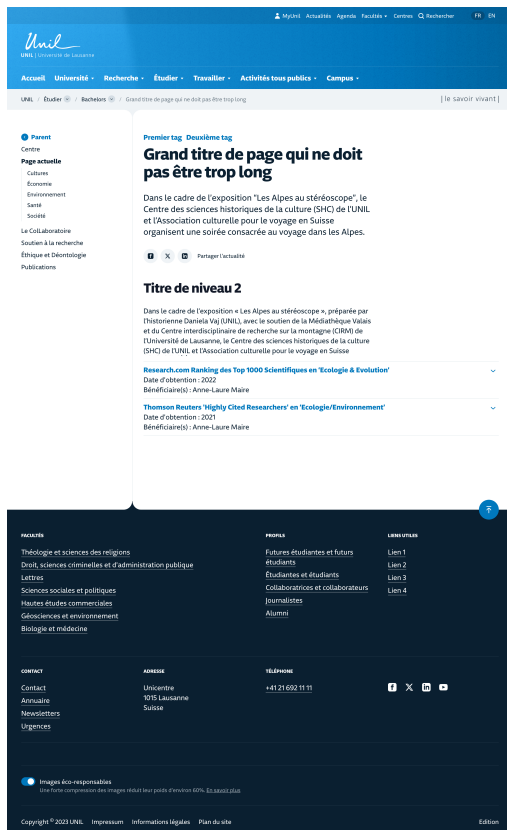 MyUnil Actualités Agenda Facultés Centres Rechercher FR EN
Unil
UNIL | Université de Lausanne
Accueil Université Recherche Étudier Travailler Activités tous publics Campus
UNIL / Étudier / Bachelors / Grand titre de page qui ne doit pas être trop long
| le savoir vivant |
Parent
Centre
Page actuelle
Cultures
Économie
Environnement
Santé
Société
Le ColLaboratoire
Soutien à la recherche
Éthique et Déontologie
Publications
Premier tag Deuxième tag
Grand titre de page qui ne doit
pas être trop long
Dans le cadre de l'exposition "Les Alpes au stéréoscope", le
Centre des sciences historiques de la culture (SHC) de l'UNIL
et l'Association culturelle pour le voyage en Suisse
organisent une soirée consacrée au voyage dans les Alpes.
Partager l'actualité
Titre de niveau 2
Dans le cadre de l'exposition « Les Alpes au stéréoscope », préparée par
l'historienne Daniela Vaj (UNIL), avec le soutien de la Médiathèque Valais
et du Centre interdisciplinaire de recherche sur la montagne (CIRM) de
l'Université de Lausanne, le Centre des sciences historiques de la culture
(SHC) de l'UNIL et l'Association culturelle pour le voyage en Suisse
Research.com Ranking des Top 1000 Scientifiques en 'Ecologie & Evolution'
Date d'obtention : 2022
Bénéficiaire(s) : Anne-Laure Maire
Thomson Reuters 'Highly Cited Researchers' en 'Ecologie/Environnement'
Date d'obtention : 2021
Bénéficiaire(s) : Anne-Laure Maire
FACULTÉS
Théologie et sciences des religions
Droit, sciences criminelles et d'administration publique
Lettres
Sciences sociales et politiques
Hautes études commerciales
Géosciences et environnement
Biologie et médecine
PROFILS
Futures étudiantes et futurs
étudiants
Étudiantes et étudiants
Collaboratrices et collaborateurs
Journalistes
Alumni
LIENS UTILES
Lien 1
Lien 2
Lien 3
Lien 4
CONTACT
Contact
Annuaire
Newsletters
Urgences
ADRESSE
Unicentre
1015 Lausanne
Suisse
TÉLÉPHONE
+41 21 692 11 11
Images éco-responsables
Une forte compression des images réduit leur poids d'environ 60%. En savoir plus
Copyright © 2023 UNIL Impressum Informations légales Plan du site Edition